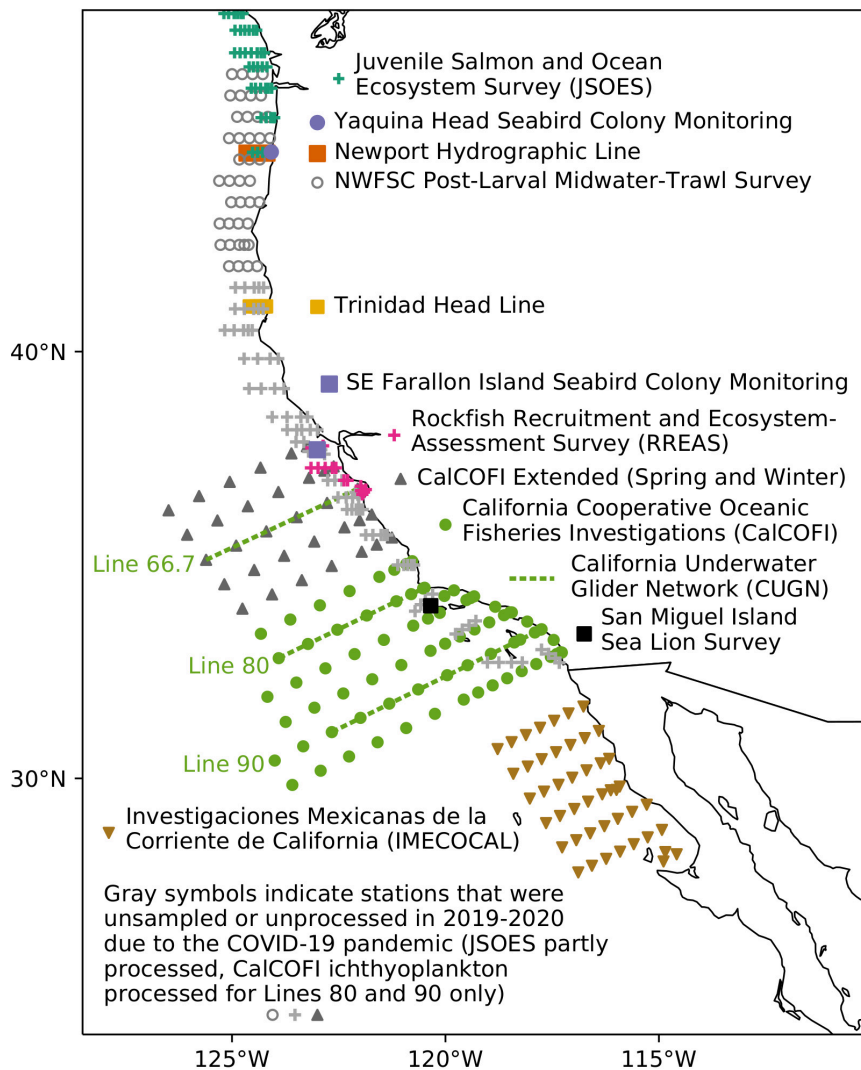 Juvenile Salmon and Ocean
Ecosystem Survey (JSOES)
Yaquina Head Seabird Colony Monitoring
Newport Hydrographic Line
NWFSC Post-Larval Midwater-Trawl Survey
Trinidad Head Line
40°N
SE Farallon Island Seabird Colony Monitoring
Rockfish Recruitment and Ecosystem-
Assessment Survey (RREAS)
CalCOFI Extended (Spring and Winter)
California Cooperative Oceanic
Fisheries Investigations (CalCOFI)
Line 66.7
California Underwater
Glider Network (CUGN)
San Miguel Island
Sea Lion Survey
Line 80
Line 90
30°N
Investigaciones Mexicanas de la
Corriente de California (IMECOCAL)
Gray symbols indicate stations that were
unsampled or unprocessed in 2019-2020
due to the COVID-19 pandemic (JSOES partly
processed, CalCOFI ichthyoplankton
processed for Lines 80 and 90 only)
125°W
120°W
115°W